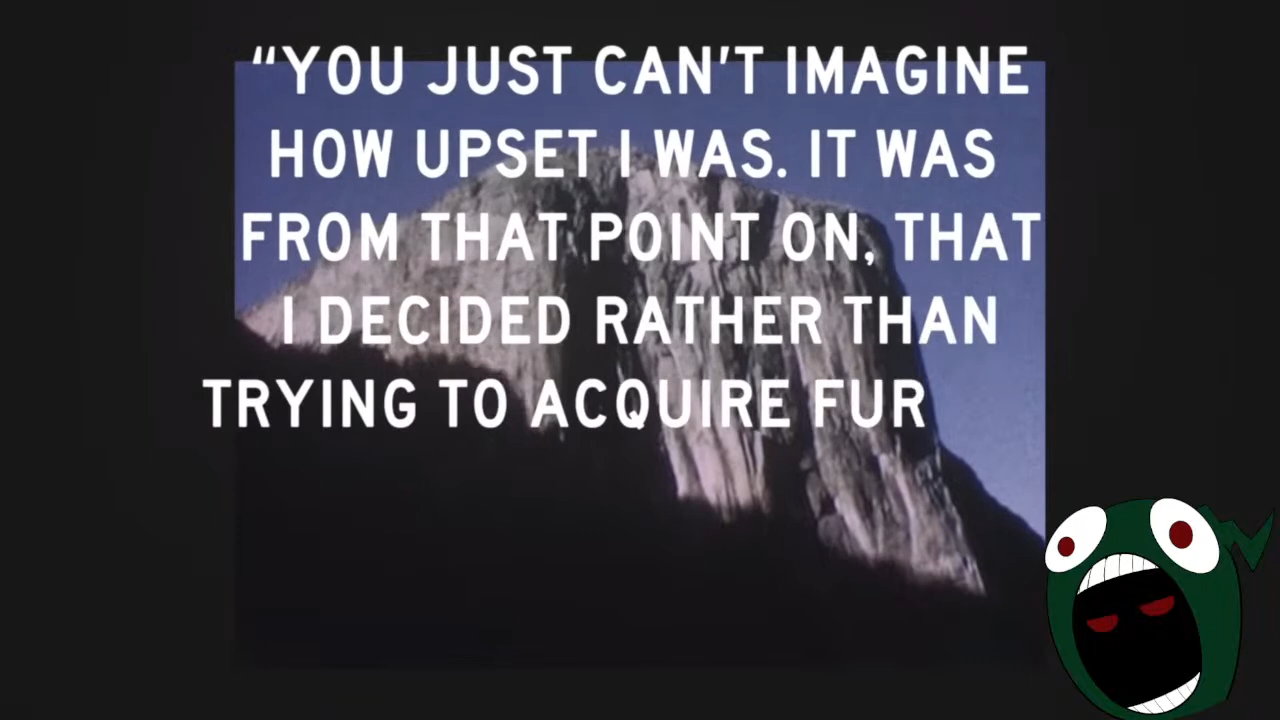 “YOU JUST CAN'T IMAGINE
HOW UPSET I WAS. IT WAS
FROM THAT POINT ON, THAT
I DECIDED RATHER THAN
TRYING TO ACQUIRE FUR